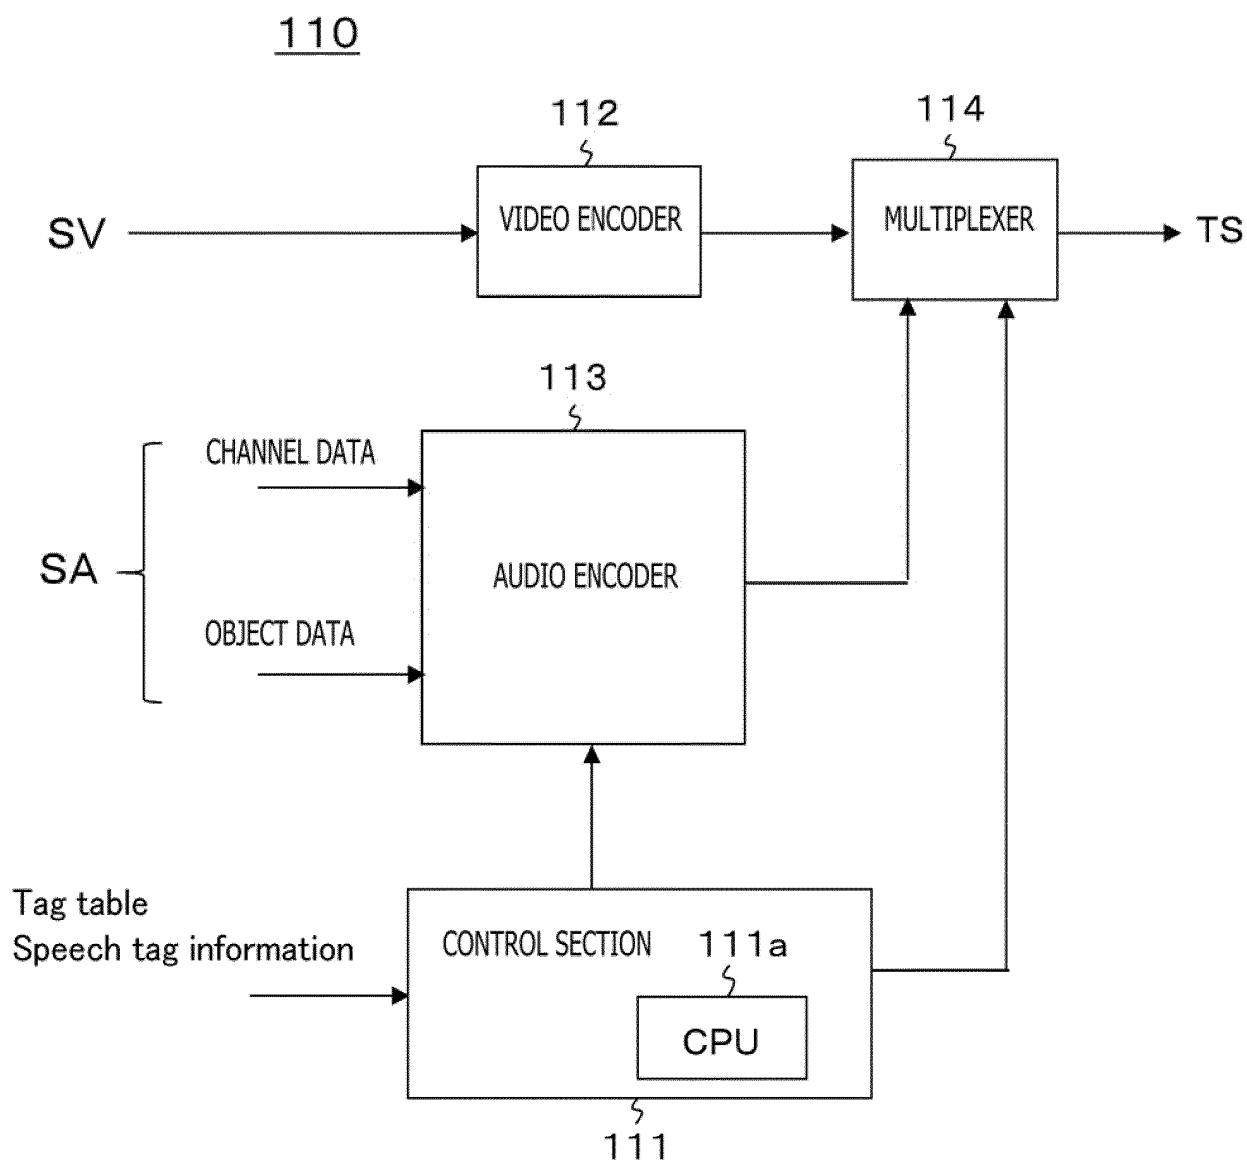 110
112
114
SV
VIDEO ENCODER
MULTIPLEXER
TS
113
CHANNEL DATA
SA
AUDIO ENCODER
OBJECT DATA
Tag table
Speech tag information
CONTROL SECTION
111a
CPU
111